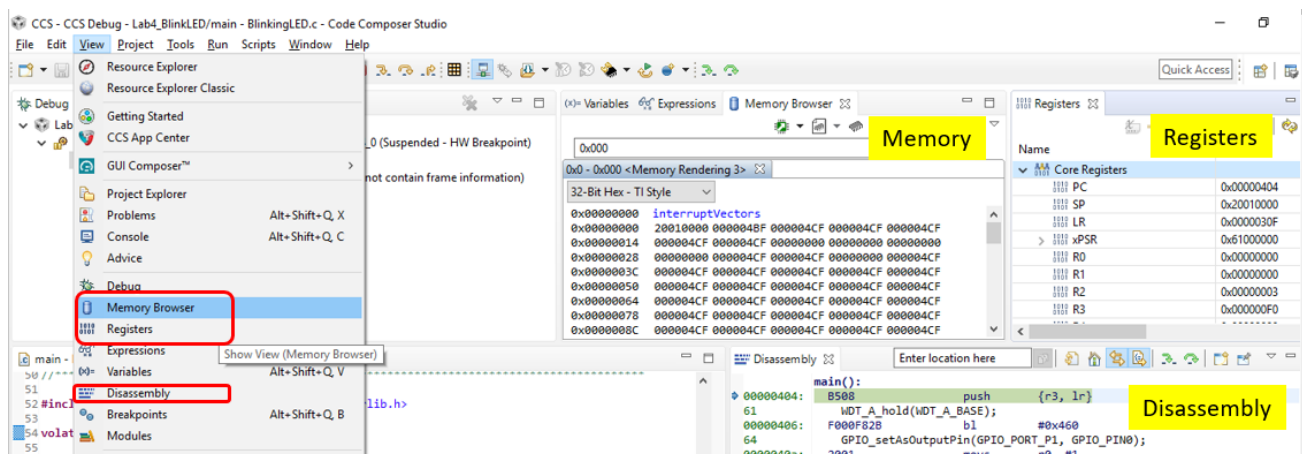 CCS - CCS Debug - Lab4_BlinkLED/main - BlinkingLED.c - Code Composer Studio
File Edit View Project Tools Run Scripts Window Help
Quick Access
Resource Explorer
Resource Explorer Classic
Getting Started
CCS App Center
GUI Composer™ >
Project Explorer
Problems Alt+Shift+Q, X
Console Alt+Shift+Q, C
Advice
Debug
Memory Browser
Registers
Expressions
Show View (Memory Browser)
Variables Alt+Shift+Q, V
Disassembly
Breakpoints Alt+Shift+Q, B
Modules
Debug
Lab
_0 (Suspended - HW Breakpoint)
not contain frame information)
(x)= Variables Expressions Memory Browser
Memory
0x000
0x0 - 0x000 <Memory Rendering 3>
32-Bit Hex - TI Style
0x00000000 interruptVectors
0x00000000 20010000 000004BF 000004CF 000004CF 000004CF
0x00000014 000004CF 000004CF 00000000 00000000 00000000
0x00000028 00000000 000004CF 000004CF 00000000 000004CF
0x0000003C 000004CF 000004CF 000004CF 000004CF 000004CF
0x00000050 000004CF 000004CF 000004CF 000004CF 000004CF
0x00000064 000004CF 000004CF 000004CF 000004CF 000004CF
0x00000078 000004CF 000004CF 000004CF 000004CF 000004CF
0x0000008C 000004CF 000004CF 000004CF 000004CF 000004CF
Registers
Registers
Name
Core Registers
PC 0x00000404
SP 0x20010000
LR 0x0000030F
xPSR 0x61000000
R0 0x00000000
R1 0x00000000
R2 0x00000003
R3 0x000000F0
main -
50 //---
51
52 #incl lib.h>
53
54 volat
55
Disassembly Enter location here
Disassembly
main():
00000404: B508 push {r3, lr}
61 WDT_A_hold(WDT_A_BASE);
00000406: F000F82B bl #0x460
64 GPIO_setAsOutputPin(GPIO_PORT_P1, GPIO_PIN0);
0000040a: 2001 movs r0, #1